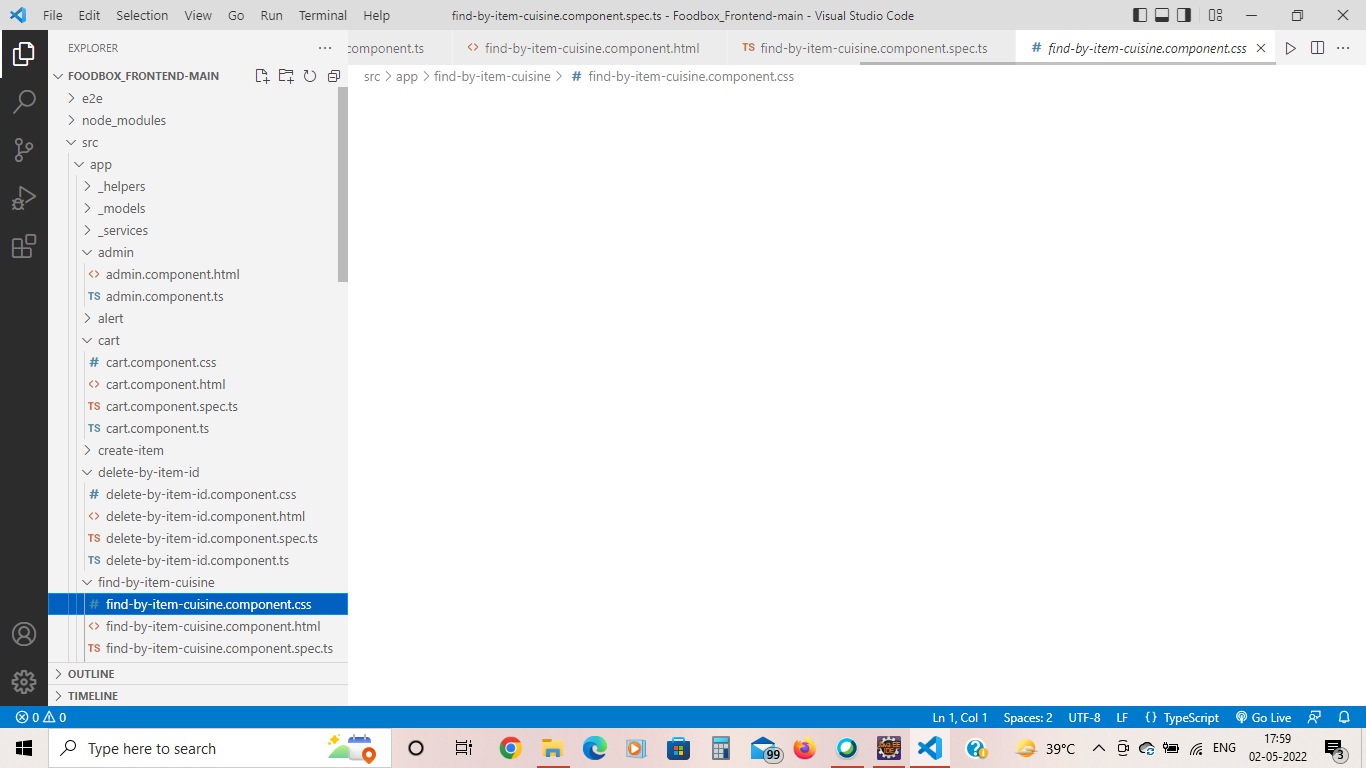 File Edit Selection View Go Run Terminal Help
find-by-item-cuisine.component.spec.ts - Foodbox_Frontend-main - Visual Studio Code
EXPLORER
component.ts
find-by-item-cuisine.component.html
find-by-item-cuisine.component.spec.ts
find-by-item-cuisine.component.css
src > app > find-by-item-cuisine > # find-by-item-cuisine.component.css
FOODBOX_FRONTEND-MAIN
e2e
node_modules
src
app
_helpers
_models
_services
admin
<> admin.component.html
TS admin.component.ts
alert
cart
# cart.component.css
<> cart.component.html
TS cart.component.spec.ts
TS cart.component.ts
create-item
delete-by-item-id
# delete-by-item-id.component.css
<> delete-by-item-id.component.html
TS delete-by-item-id.component.spec.ts
TS delete-by-item-id.component.ts
find-by-item-cuisine
# find-by-item-cuisine.component.css
<> find-by-item-cuisine.component.html
TS find-by-item-cuisine.component.spec.ts
OUTLINE
TIMELINE
0 0
Ln 1, Col 1 Spaces: 2 UTF-8 LF {} TypeScript Go Live
Type here to search
99
39°C
ENG
17:59
02-05-2022
3